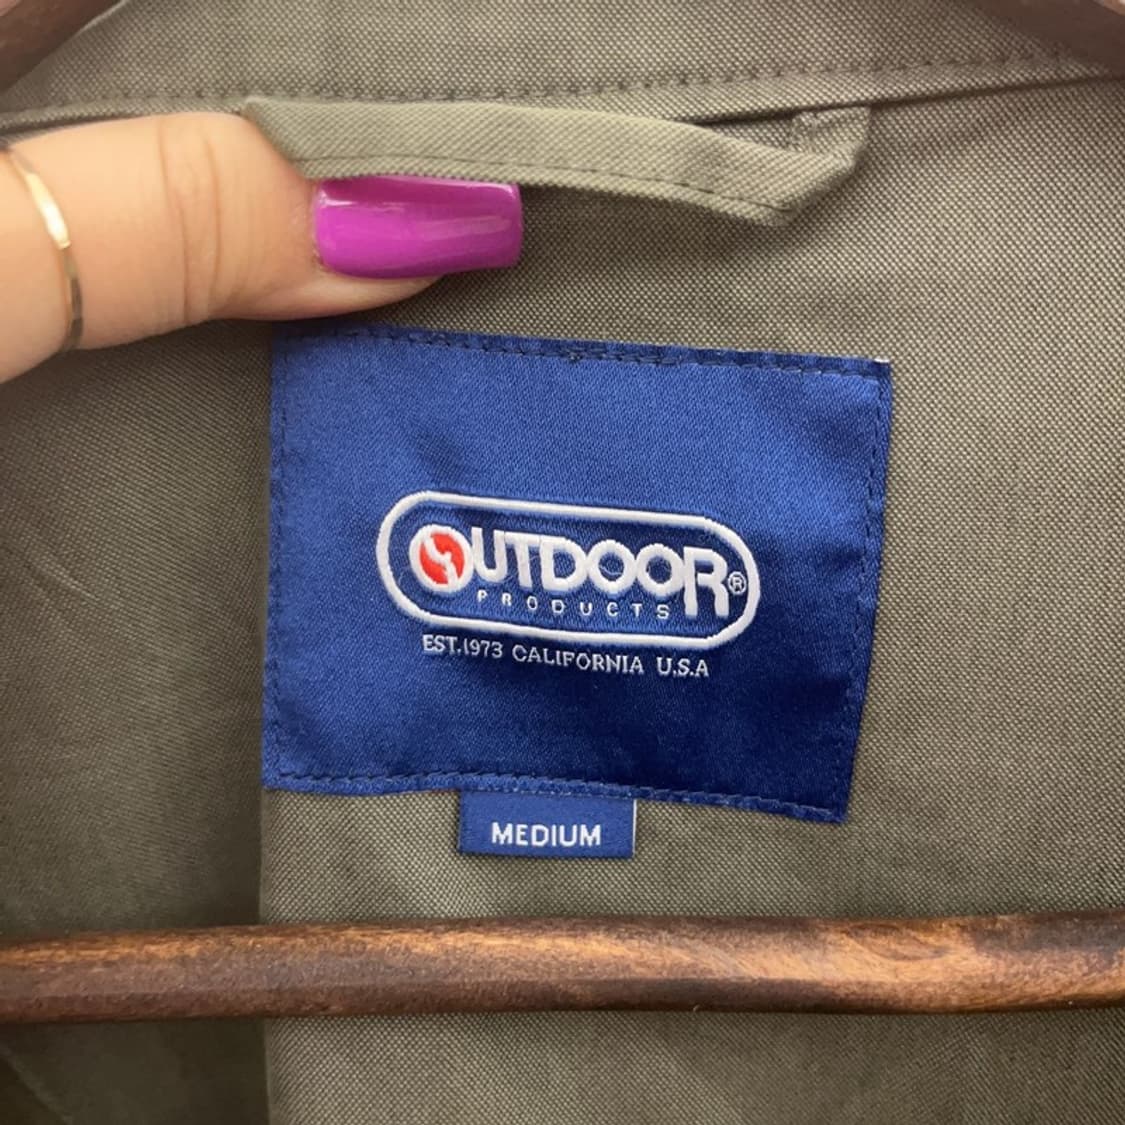 OUTDOOR®
PRODUCTS
EST.1973 CALIFORNIA U.S.A
MEDIUM